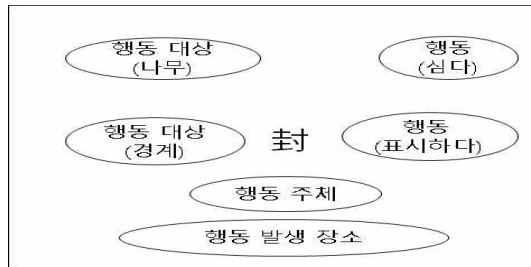 행동 대상
(나무)
행동
(심다)
행동 대상
(경계)
封
행동
(표시하다)
행동 주체
행동 발생 장소